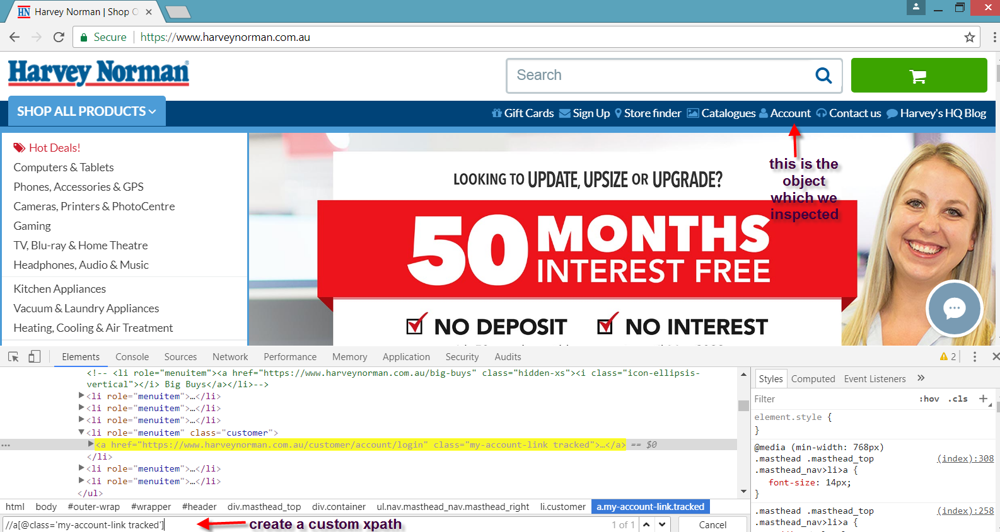 HN Harvey Norman | Shop O
Secure https://www.harveynorman.com.au
Harvey Norman®
Search
SHOP ALL PRODUCTS
Gift Cards Sign Up Store finder Catalogues Account Contact us Harvey's HQ Blog
Hot Deals!
Computers & Tablets
Phones, Accessories & GPS
Cameras, Printers & PhotoCentre
Gaming
TV, Blu-ray & Home Theatre
Headphones, Audio & Music
Kitchen Appliances
Vacuum & Laundry Appliances
Heating, Cooling & Air Treatment
LOOKING TO UPDATE, UPSIZE OR UPGRADE?
50 MONTHS
INTEREST FREE
NO DEPOSIT NO INTEREST
this is the
object
which we
inspected
Elements Console Sources Network Performance Memory Application Security Audits 2
<!-- <li role="menuitem"><a href="https://www.harveynorman.com.au/big-buys" class="hidden-xs"><i class="icon-ellipsis-
vertical"></i> Big Buys</a></li>-->
<li role="menuitem">…</li>
<li role="menuitem">…</li>
<li role="menuitem">…</li>
<li role="menuitem" class="customer">
... <a href="https://www.harveynorman.com.au/customer/account/login" class="my-account-link tracked">…</a> == $0
</li>
<li role="menuitem">…</li>
<li role="menuitem">…</li>
</ul>
html body #outer-wrap #wrapper #header div.masthead_top div.container ul.nav.masthead_nav.masthead_right li.customer a.my-account-link.tracked
//a[@class='my-account-link tracked']
create a custom xpath
1 of 1 Cancel
Styles Computed Event Listeners »
Filter :hov .cls +
element.style {
}
@media (min-width: 768px)
.masthead .masthead_top (index):308
.masthead_nav>li>a {
font-size: 14px;
}
.masthead .masthead_top (index):258
.masthead_nav>li>a {